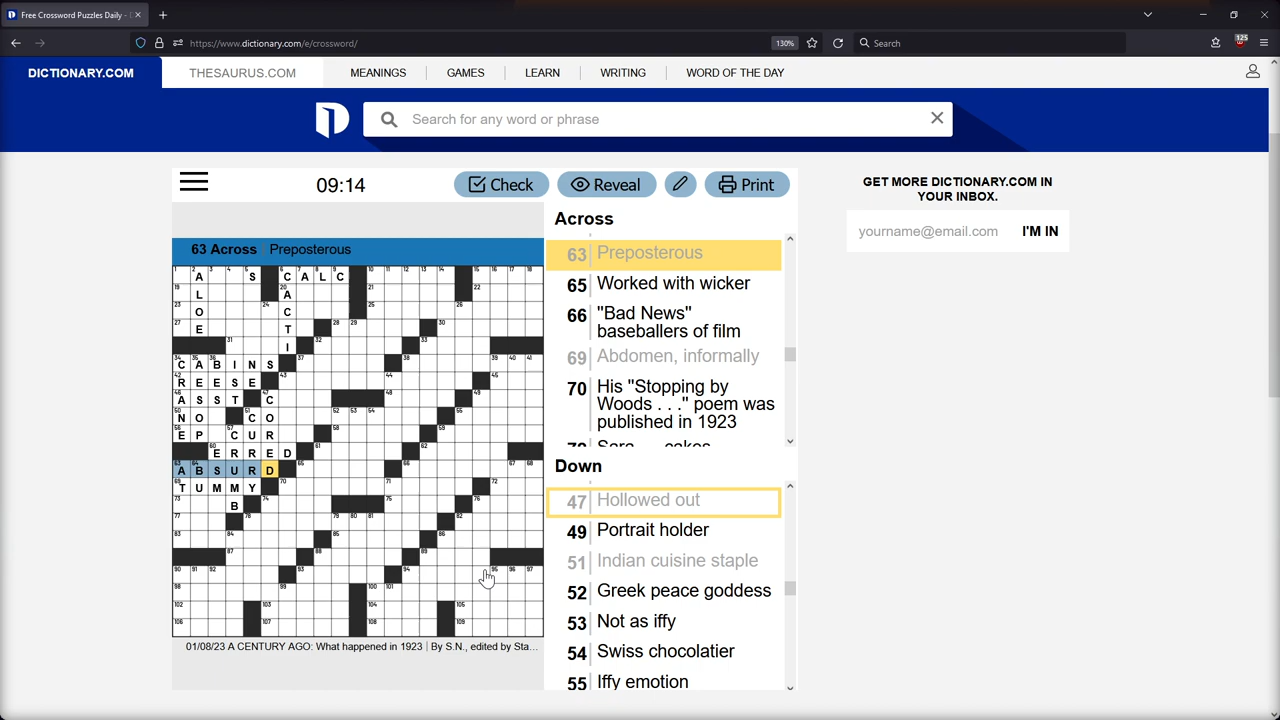 Free Crossword Puzzles Daily -
https://www.dictionary.com/e/crossword/
130%
Search
125
DICTIONARY.COM
THESAURUS.COM
MEANINGS
GAMES
LEARN
WRITING
WORD OF THE DAY
Search for any word or phrase
09:14
Check
Reveal
Print
63 Across Preposterous
A S C A L C
L A
O C
E T
I
C A B I N S
R E E S E
A S S T C
N O C O
E P C U R
E R R E D
A B S U R D
T U M M Y
B
01/08/23 A CENTURY AGO: What happened in 1923 | By S.N., edited by Sta...
Across
63 Preposterous
65 Worked with wicker
66 "Bad News"
baseballers of film
69 Abdomen, informally
70 His "Stopping by
Woods . . ." poem was
published in 1923
Down
47 Hollowed out
49 Portrait holder
51 Indian cuisine staple
52 Greek peace goddess
53 Not as iffy
54 Swiss chocolatier
55 Iffy emotion
GET MORE DICTIONARY.COM IN
YOUR INBOX.
yourname@email.com
I'M IN